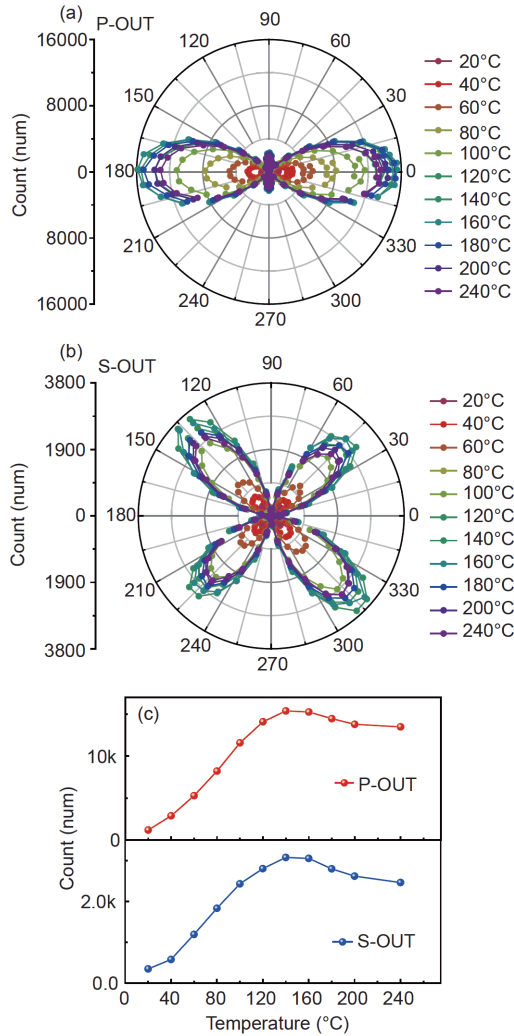 (a)
P-OUT
90
120
60
150
30
180
0
210
330
240
300
270
16000
8000
0
8000
16000
Count (num)
20°C
40°C
60°C
80°C
100°C
120°C
140°C
160°C
180°C
200°C
240°C
(b)
S-OUT
90
120
60
150
30
180
0
210
330
240
300
270
3800
1900
0
1900
3800
Count (num)
20°C
40°C
60°C
80°C
100°C
120°C
140°C
160°C
180°C
200°C
240°C
(c)
10k
0
P-OUT
Count (num)
2.0k
0.0
S-OUT
0 40 80 120 160 200 240
Temperature (°C)